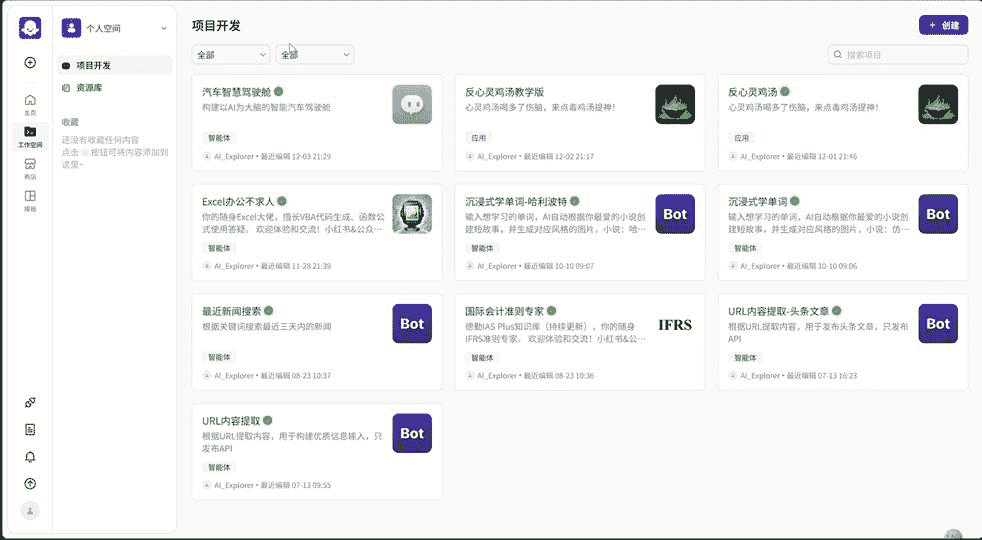 个人空间
项目开发
资源库
收藏
还没有收藏任何内容
点击 按钮可将内容添加到
这里~
主页
工作空间
商店
模板
项目开发
创建
全部
全部
搜索项目
汽车智慧驾驶舱
构建以AI为大脑的智能汽车驾驶舱
智能体
AI_Explorer • 最近编辑 12-03 21:29
反心灵鸡汤教学版
心灵鸡汤喝多了伤脑，来点毒鸡汤提神！
应用
AI_Explorer • 最近编辑 12-02 21:17
反心灵鸡汤
心灵鸡汤喝多了伤脑，来点毒鸡汤提神！
应用
AI_Explorer • 最近编辑 12-01 21:46
Excel办公不求人
你的随身Excel大佬，擅长VBA代码生成、函数公
式使用答疑。 欢迎体验和交流！小红书&公众…
智能体
AI_Explorer • 最近编辑 11-28 21:39
沉浸式学单词-哈利波特
输入想学习的单词，AI自动根据你最爱的小说创
建短故事，并生成对应风格的图片，小说：哈…
智能体
AI_Explorer • 最近编辑 10-10 09:07
Bot
沉浸式学单词
输入想学习的单词，AI自动根据你最爱的小说创
建短故事，并生成对应风格的图片，小说：仿…
智能体
AI_Explorer • 最近编辑 10-10 09:06
Bot
最近新闻搜索
根据关键词搜索最近三天内的新闻
智能体
AI_Explorer • 最近编辑 08-23 10:37
Bot
国际会计准则专家
德勤IAS Plus知识库（持续更新），你的随身
IFRS准则专家。 欢迎体验和交流！小红书&公…
智能体
AI_Explorer • 最近编辑 08-23 10:36
IFRS
URL内容提取-头条文章
根据URL提取内容，用于发布头条文章，只发布
API
智能体
AI_Explorer • 最近编辑 07-13 16:23
Bot
URL内容提取
根据URL提取内容，用于构建优质信息输入，只
发布API
智能体
AI_Explorer • 最近编辑 07-13 09:55
Bot